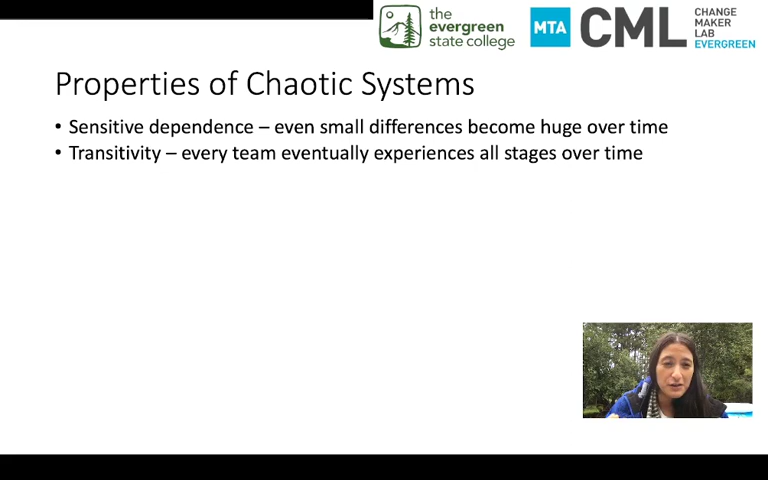 the
evergreen
state college
MTA
CML
CHANGE
MAKER
LAB
EVERGREEN
Properties of Chaotic Systems
• Sensitive dependence – even small differences become huge over time
• Transitivity – every team eventually experiences all stages over time